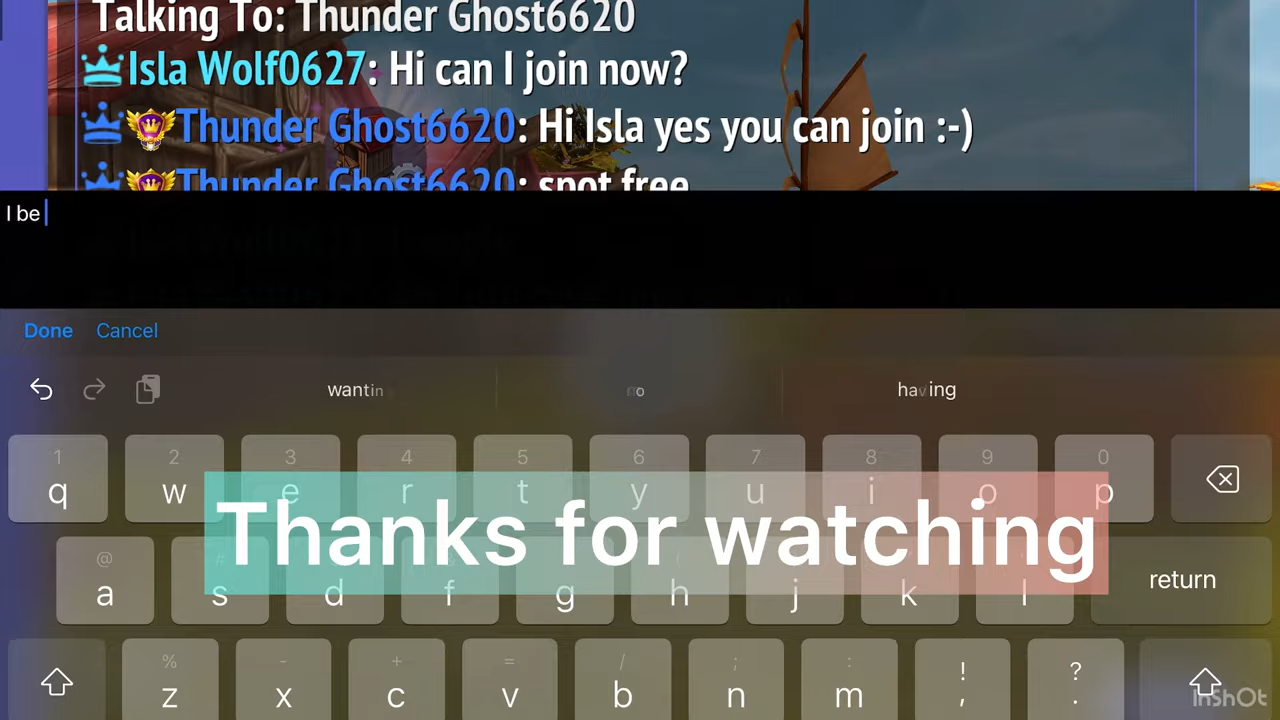 Talking To: Thunder Ghost6620
Isla Wolf0627: Hi can I join now?
Thunder Ghost6620: Hi Isla yes you can join :-)
Thunder Ghost6620: spot free
I be
Done Cancel
wantin having
1 2 3 4 5 6 7 8 9 0
q w e r t y u i o p
Thanks for watching
@ #
a s d f g h j k l return
% - + = / ; : ! ?
z x c v b n m , .
InShOt